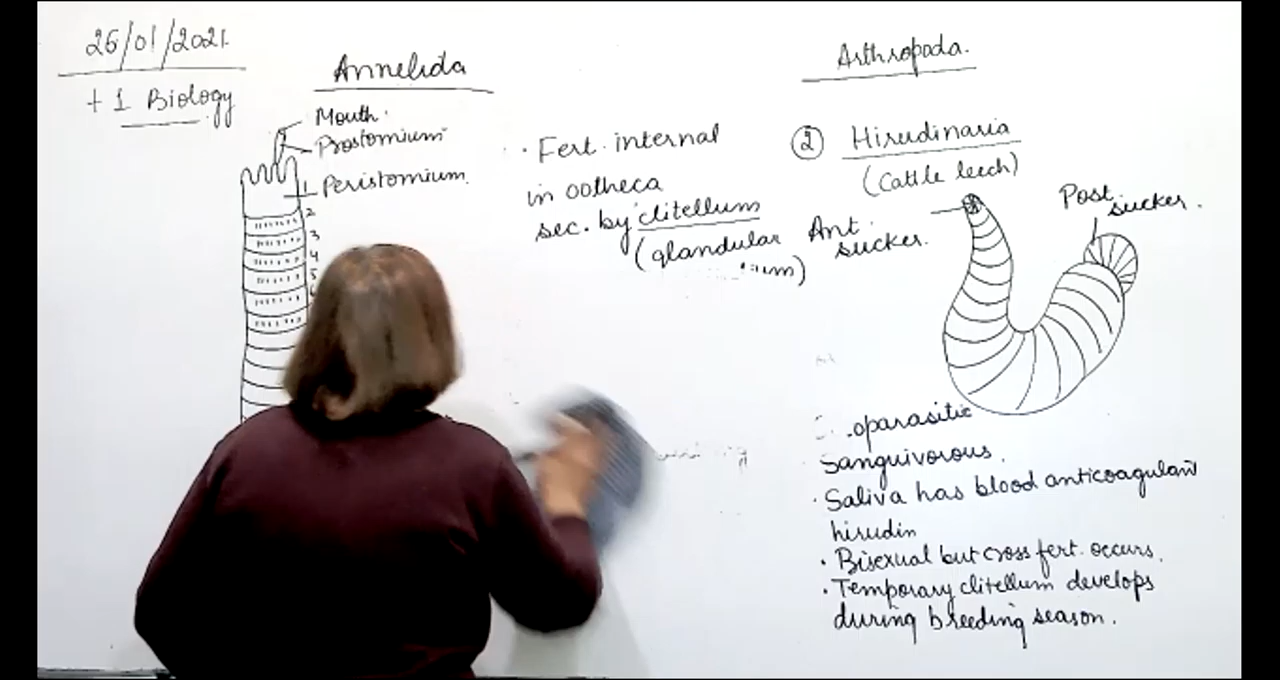 26/01/2021
+1 Biology
Annelida
Mouth.
Prostomium
Peristomium
1
2
3
4
5
· Fert. internal
in ootheca
sec. by clitellum
(glandular
Arthropoda.
② Hirudinaria
(Cattle leech)
Ant.
sucker.
Post
sucker.
Sanguivorous.
· Saliva has blood anticoagulant
hirudin
· Bisexual but cross fert. occurs.
· Temporary clitellum develops
during breeding season.